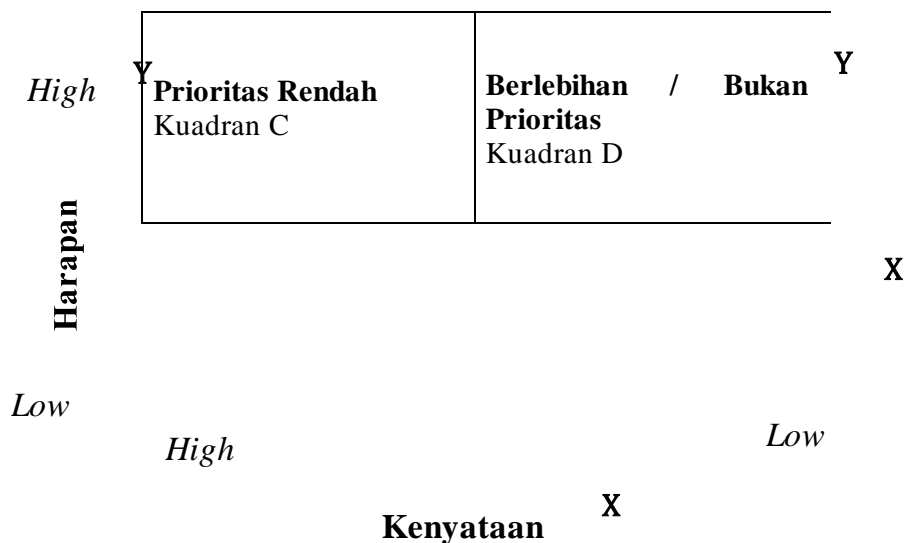 Y
Y
High
Prioritas Rendah
Kuadran C
Berlebihan / Bukan
Prioritas
Kuadran D
Harapan
X
Low
High
Low
X
Kenyataan